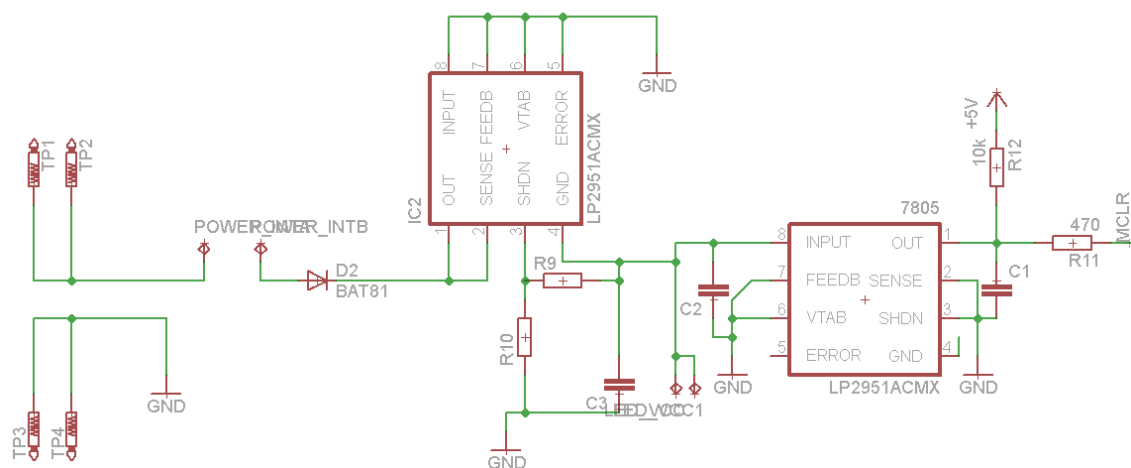 8
7
6
5
INPUT
FEEDB
VTAB
ERROR
GND
LP2951ACMX
OUT
SENSE
SHDN
GND
IC2
1
2
3
4
TP1
TP2
POWER_INTA
POWER_INTB
D2
BAT81
R9
R10
C3
GND
LED_VCC1
TP3
TP4
GND
+5V
10k
R12
7805
470
MCLR
R11
8
INPUT
OUT
1
7
FEEDB
SENSE
2
6
VTAB
SHDN
3
5
ERROR
GND
4
C2
C1
GND
LP2951ACMX
GND